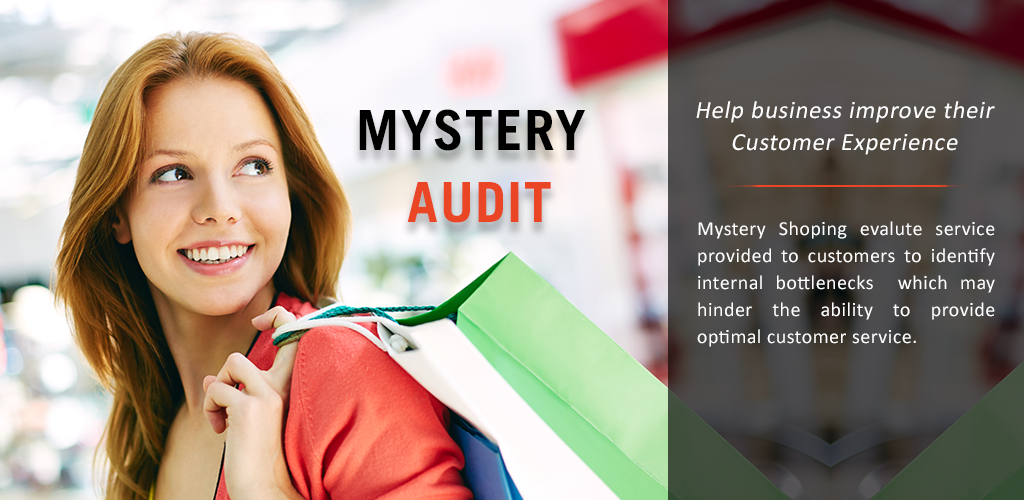 MYSTERY
AUDIT
Help business improve their
Customer Experience
Mystery Shoping evalute service
provided to customers to identify
internal bottlenecks which may
hinder the ability to provide
optimal customer service.